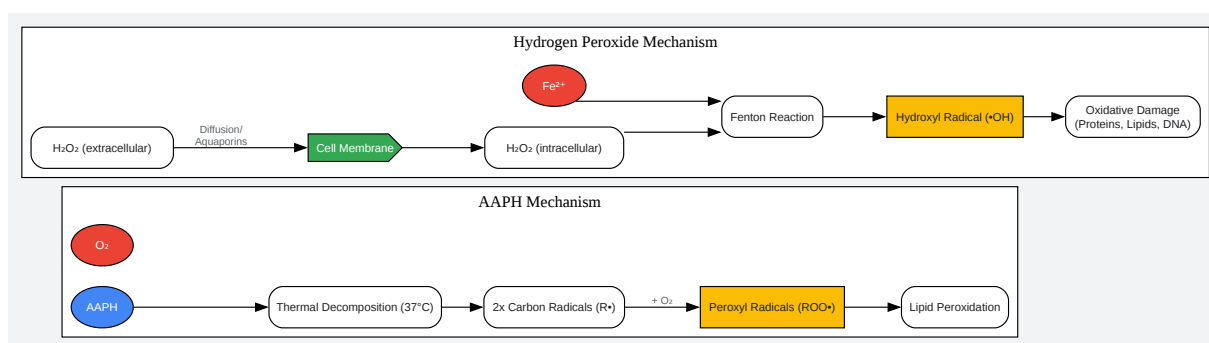 Hydrogen Peroxide Mechanism
Fe²⁺
H₂O₂ (extracellular)
Diffusion/
Aquaporins
Cell Membrane
H₂O₂ (intracellular)
Fenton Reaction
Hydroxyl Radical (•OH)
Oxidative Damage
(Proteins, Lipids, DNA)
AAPH Mechanism
O₂
AAPH
Thermal Decomposition (37°C)
2x Carbon Radicals (R•)
+ O₂
Peroxyl Radicals (ROO•)
Lipid Peroxidation